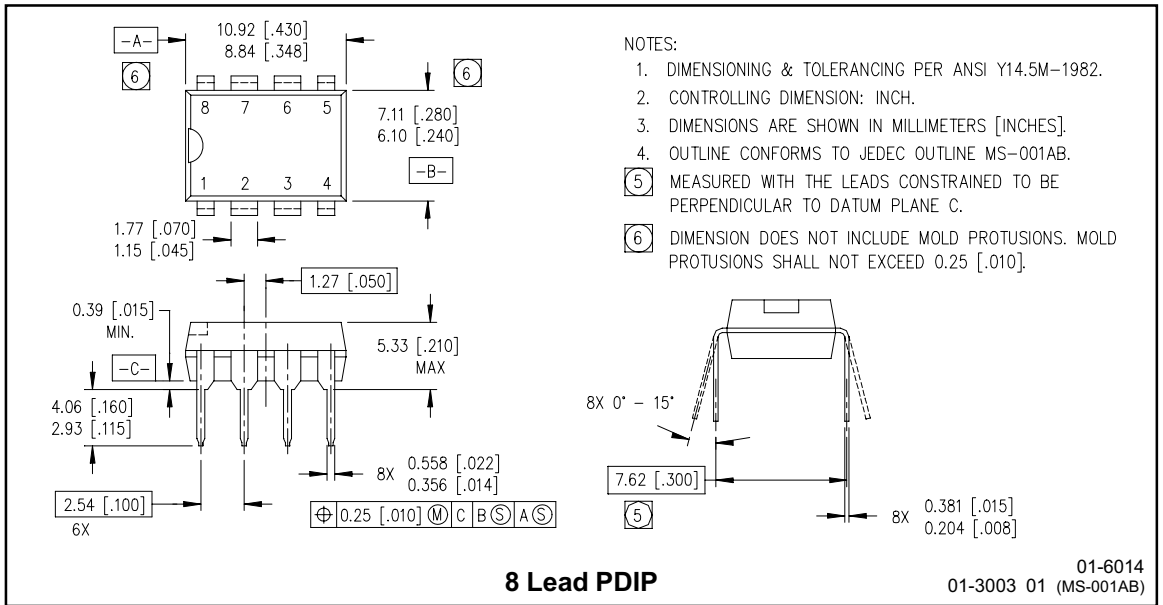 -A-
10.92 [.430]
8.84 [.348]
6
6
8 7 6 5
1 2 3 4
7.11 [.280]
6.10 [.240]
-B-
1.77 [.070]
1.15 [.045]
1.27 [.050]
0.39 [.015]
MIN.
-C-
5.33 [.210]
MAX
4.06 [.160]
2.93 [.115]
8X 0.558 [.022]
0.356 [.014]
2.54 [.100]
6X
⌖ 0.25 [.010] Ⓜ C B Ⓢ A Ⓢ
NOTES:
1. DIMENSIONING & TOLERANCING PER ANSI Y14.5M-1982.
2. CONTROLLING DIMENSION: INCH.
3. DIMENSIONS ARE SHOWN IN MILLIMETERS [INCHES].
4. OUTLINE CONFORMS TO JEDEC OUTLINE MS-001AB.
5 MEASURED WITH THE LEADS CONSTRAINED TO BE
PERPENDICULAR TO DATUM PLANE C.
6 DIMENSION DOES NOT INCLUDE MOLD PROTUSIONS. MOLD
PROTUSIONS SHALL NOT EXCEED 0.25 [.010].
8X 0° - 15°
7.62 [.300]
5
8X 0.381 [.015]
0.204 [.008]
8 Lead PDIP
01-6014
01-3003 01 (MS-001AB)